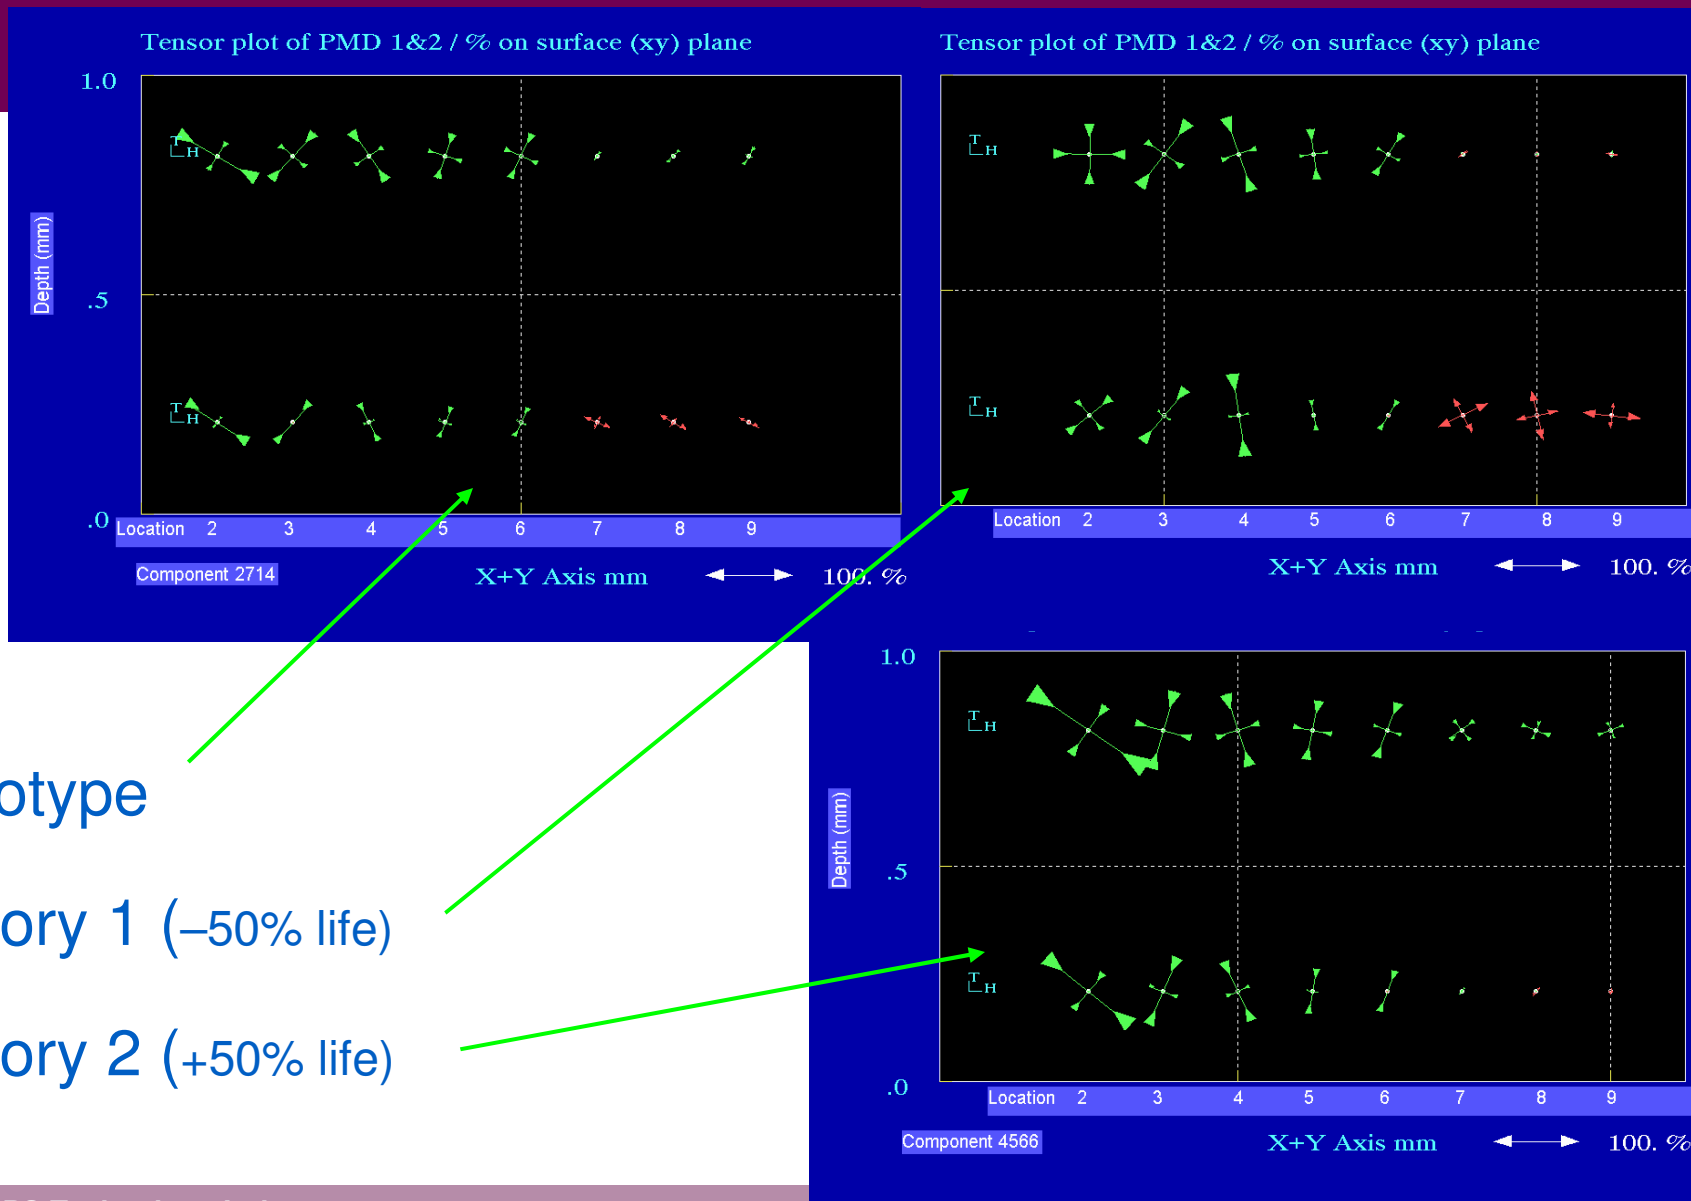 Tensor plot of PMD 1&2 / % on surface (xy) plane
1.0
T
H
Depth (mm)
.5
T
H
.0
Location 2 3 4 5 6 7 8 9
Component 2714
X+Y Axis mm
100. %
Tensor plot of PMD 1&2 / % on surface (xy) plane
T
H
T
H
Location 2 3 4 5 6 7 8 9
X+Y Axis mm
100. %
1.0
T
H
Depth (mm)
.5
T
H
.0
Location 2 3 4 5 6 7 8 9
Component 4566
X+Y Axis mm
100. %
otype
ory 1 (–50% life)
ory 2 (+50% life)